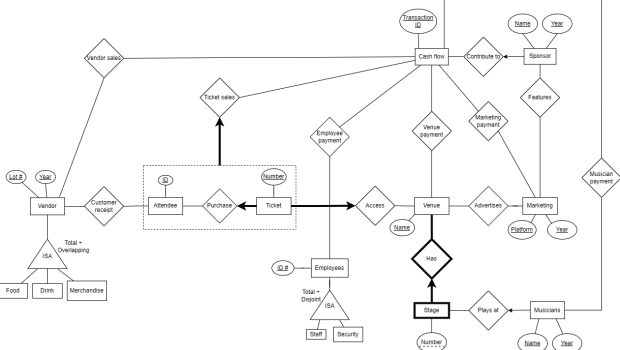 Transaction
ID
Name
Year
Vendor sales
Cash flow
Contribute to
Sponsor
Ticket sales
Features
Marketing
payment
Employee
payment
Venue
payment
Musician
payment
Lot #
Year
ID
Number
Vendor
Customer
receipt
Attendee
Purchase
Ticket
Access
Venue
Advertises
Marketing
Name
Platform
Year
Total +
Overlapping
ISA
Has
Food
Drink
Merchandise
ID #
Employees
Total +
Disjoint
ISA
Stage
Plays at
Musicians
Staff
Security
Number
Name
Year